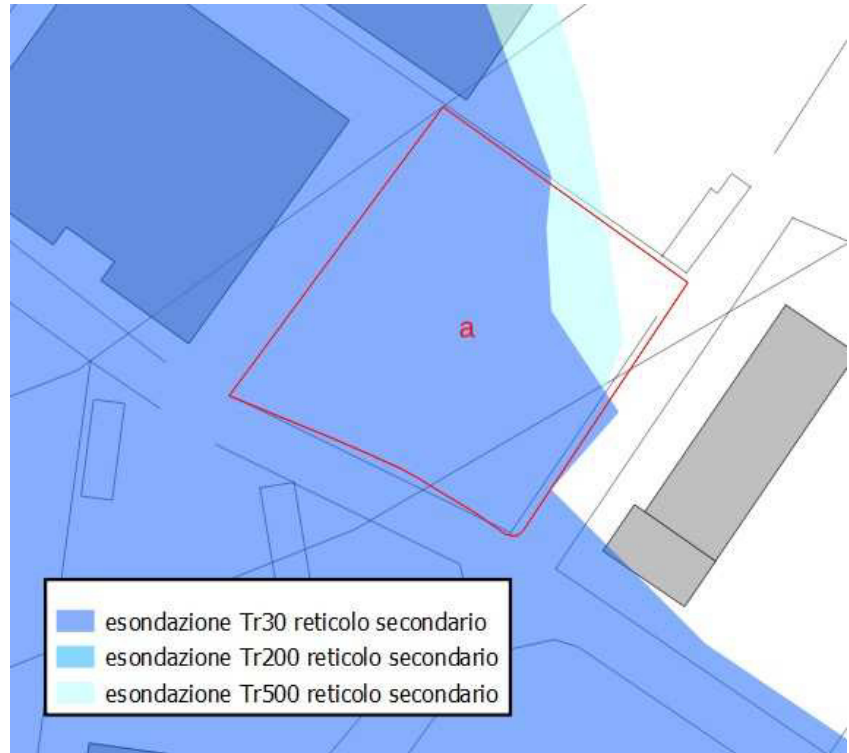 a
esondazione Tr30 reticolo secondario
esondazione Tr200 reticolo secondario
esondazione Tr500 reticolo secondario